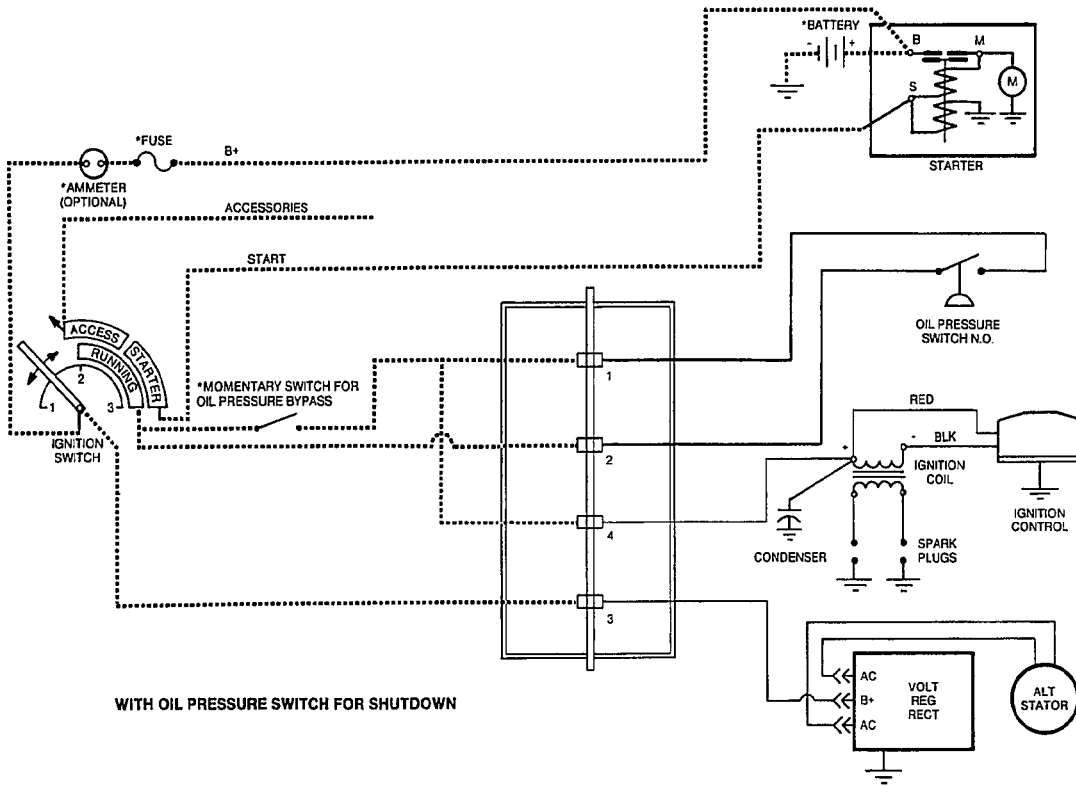 *BATTERY
- +
B
M
M
S
STARTER
*FUSE
B+
*AMMETER
(OPTIONAL)
ACCESSORIES
START
OIL PRESSURE
SWITCH N.O.
ACCESS
STARTER
RUNNING
1
2
3
IGNITION
SWITCH
*MOMENTARY SWITCH FOR
OIL PRESSURE BYPASS
1
2
4
3
RED
+
-
BLK
IGNITION
COIL
IGNITION
CONTROL
CONDENSER
SPARK
PLUGS
AC
B+
AC
VOLT
REG
RECT
ALT
STATOR
WITH OIL PRESSURE SWITCH FOR SHUTDOWN